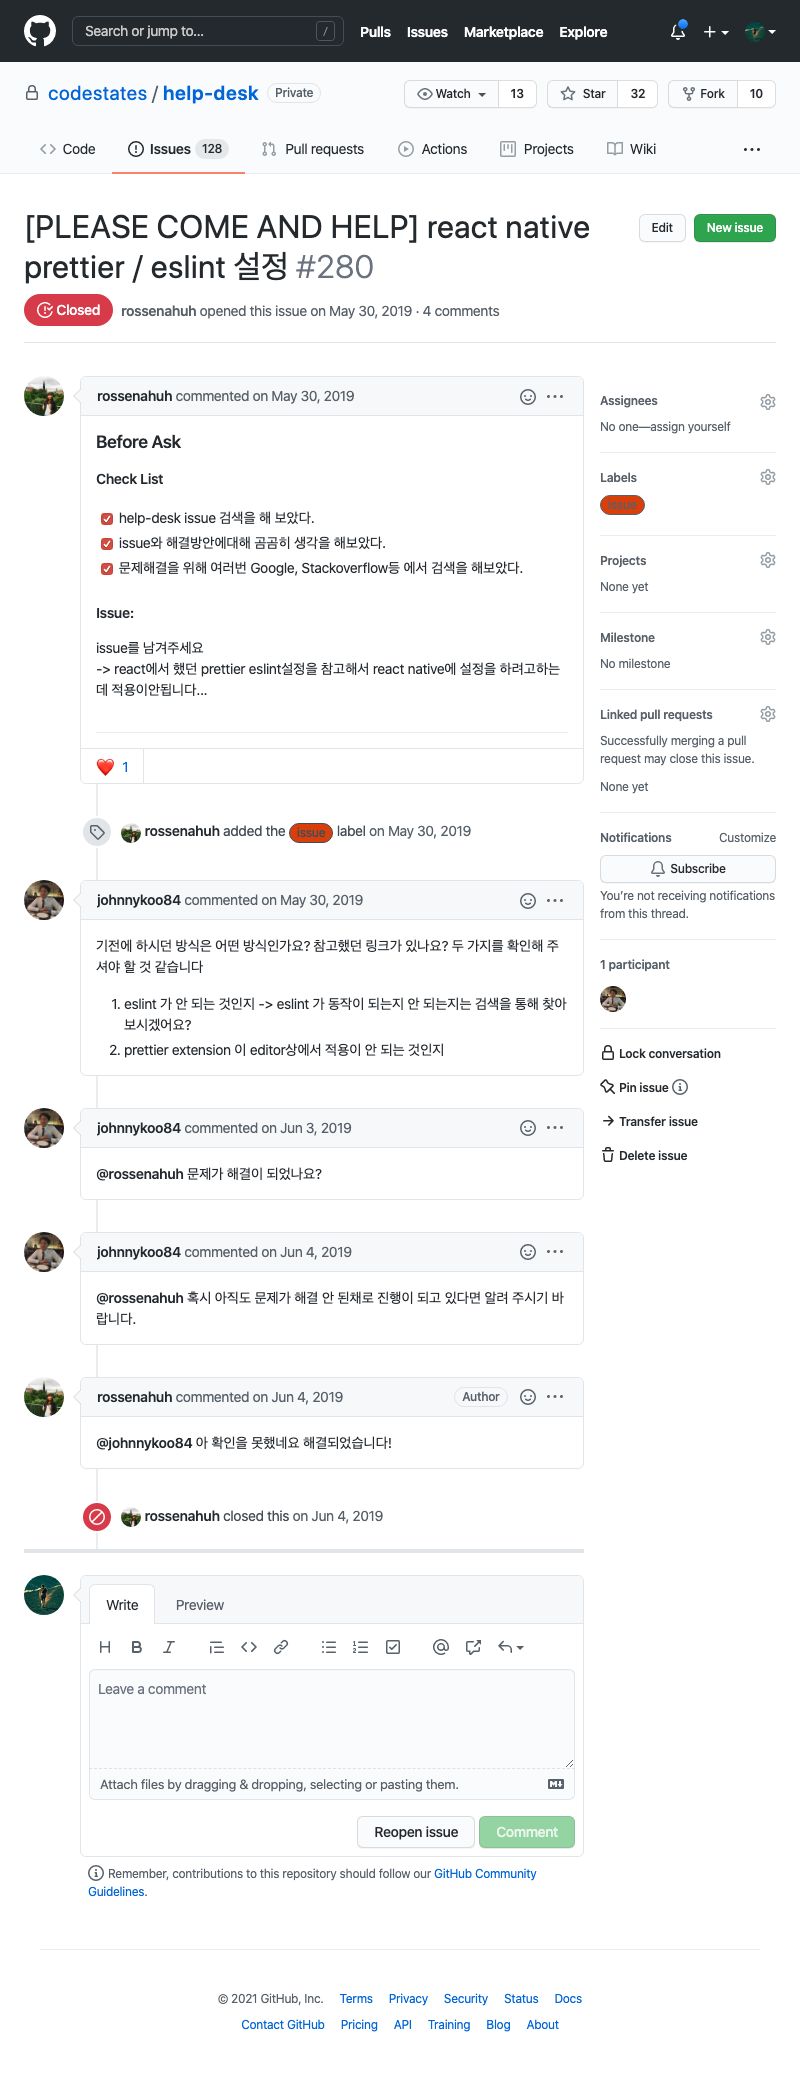 Search or jump to... /
Pulls Issues Marketplace Explore
codestates / help-desk Private
Watch 13 Star 32 Fork 10
Code Issues 128 Pull requests Actions Projects Wiki ...
[PLEASE COME AND HELP] react native
prettier / eslint 설정 #280
Edit New issue
Closed rossenahuh opened this issue on May 30, 2019 · 4 comments
rossenahuh commented on May 30, 2019
Before Ask
Check List
help-desk issue 검색을 해 보았다.
issue와 해결방안에대해 곰곰히 생각을 해보았다.
문제해결을 위해 여러번 Google, Stackoverflow등 에서 검색을 해보았다.
Issue:
issue를 남겨주세요
-> react에서 했던 prettier eslint설정을 참고해서 react native에 설정을 하려고하는
데 적용이안됩니다...
❤️ 1
rossenahuh added the issue label on May 30, 2019
johnnykoo84 commented on May 30, 2019
기전에 하시던 방식은 어떤 방식인가요? 참고했던 링크가 있나요? 두 가지를 확인해 주
셔야 할 것 같습니다
1. eslint 가 안 되는 것인지 -> eslint 가 동작이 되는지 안 되는지는 검색을 통해 찾아
보시겠어요?
2. prettier extension 이 editor상에서 적용이 안 되는 것인지
johnnykoo84 commented on Jun 3, 2019
@rossenahuh 문제가 해결이 되었나요?
johnnykoo84 commented on Jun 4, 2019
@rossenahuh 혹시 아직도 문제가 해결 안 된채로 진행이 되고 있다면 알려 주시기 바
랍니다.
rossenahuh commented on Jun 4, 2019 Author
@johnnykoo84 아 확인을 못했네요 해결되었습니다!
rossenahuh closed this on Jun 4, 2019
Write Preview
Leave a comment
Attach files by dragging & dropping, selecting or pasting them.
Reopen issue Comment
Remember, contributions to this repository should follow our GitHub Community
Guidelines.
Assignees
No one—assign yourself
Labels
issue
Projects
None yet
Milestone
No milestone
Linked pull requests
Successfully merging a pull
request may close this issue.
None yet
Notifications Customize
Subscribe
You're not receiving notifications
from this thread.
1 participant
Lock conversation
Pin issue
Transfer issue
Delete issue
© 2021 GitHub, Inc. Terms Privacy Security Status Docs
Contact GitHub Pricing API Training Blog About